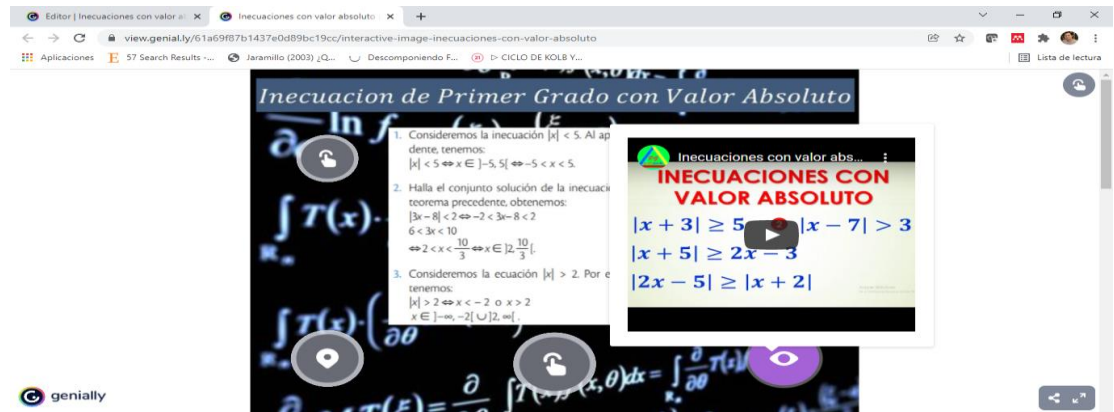 Editor | Inecuaciones con valor a
Inecuaciones con valor absoluto
view.genial.ly/61a69f87b1437e0d89bc19cc/interactive-image-inecuaciones-con-valor-absoluto
Aplicaciones
57 Search Results -...
Jaramillo (2003) ¿Q...
Descomponiendo F...
▷ CICLO DE KOLB Y...
Lista de lectura
Inecuacion de Primer Grado con Valor Absoluto
1. Consideremos la inecuación |x| < 5. Al ap
dente, tenemos:
|x| < 5 ⇔ x ∈ ]−5, 5[ ⇔ −5 < x < 5.
2. Halla el conjunto solución de la inecuaci
teorema precedente, obtenemos:
|3x − 8| < 2 ⇔ −2 < 3x − 8 < 2
6 < 3x < 10
⇔ 2 < x < 10/3 ⇔ x ∈ ]2, 10/3[.
3. Consideremos la ecuación |x| > 2. Por e
tenemos:
|x| > 2 ⇔ x < − 2 o x > 2
x ∈ ]−∞, −2[ ∪ ]2, ∞[ .
Inecuaciones con valor abs...
INECUACIONES CON
VALOR ABSOLUTO
|x + 3| ≥ 5
|x − 7| > 3
|x + 5| ≥ 2x − 3
|2x − 5| ≥ |x + 2|
genially